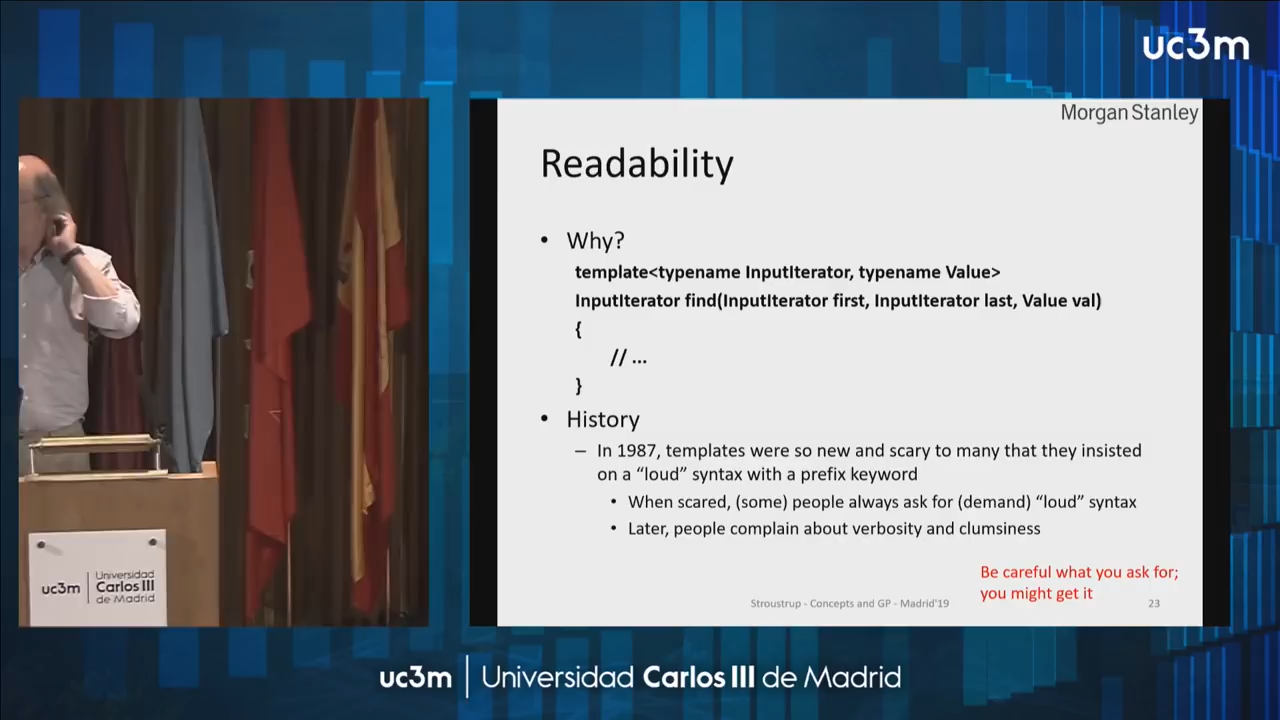 uc3m
Morgan Stanley
Readability
• Why?
template<typename InputIterator, typename Value>
InputIterator find(InputIterator first, InputIterator last, Value val)
{
// ...
}
• History
– In 1987, templates were so new and scary to many that they insisted
on a “loud” syntax with a prefix keyword
• When scared, (some) people always ask for (demand) “loud” syntax
• Later, people complain about verbosity and clumsiness
Be careful what you ask for;
you might get it
Stroustrup - Concepts and GP - Madrid'19
23
uc3m
Universidad
Carlos III
de Madrid
uc3m | Universidad Carlos III de Madrid